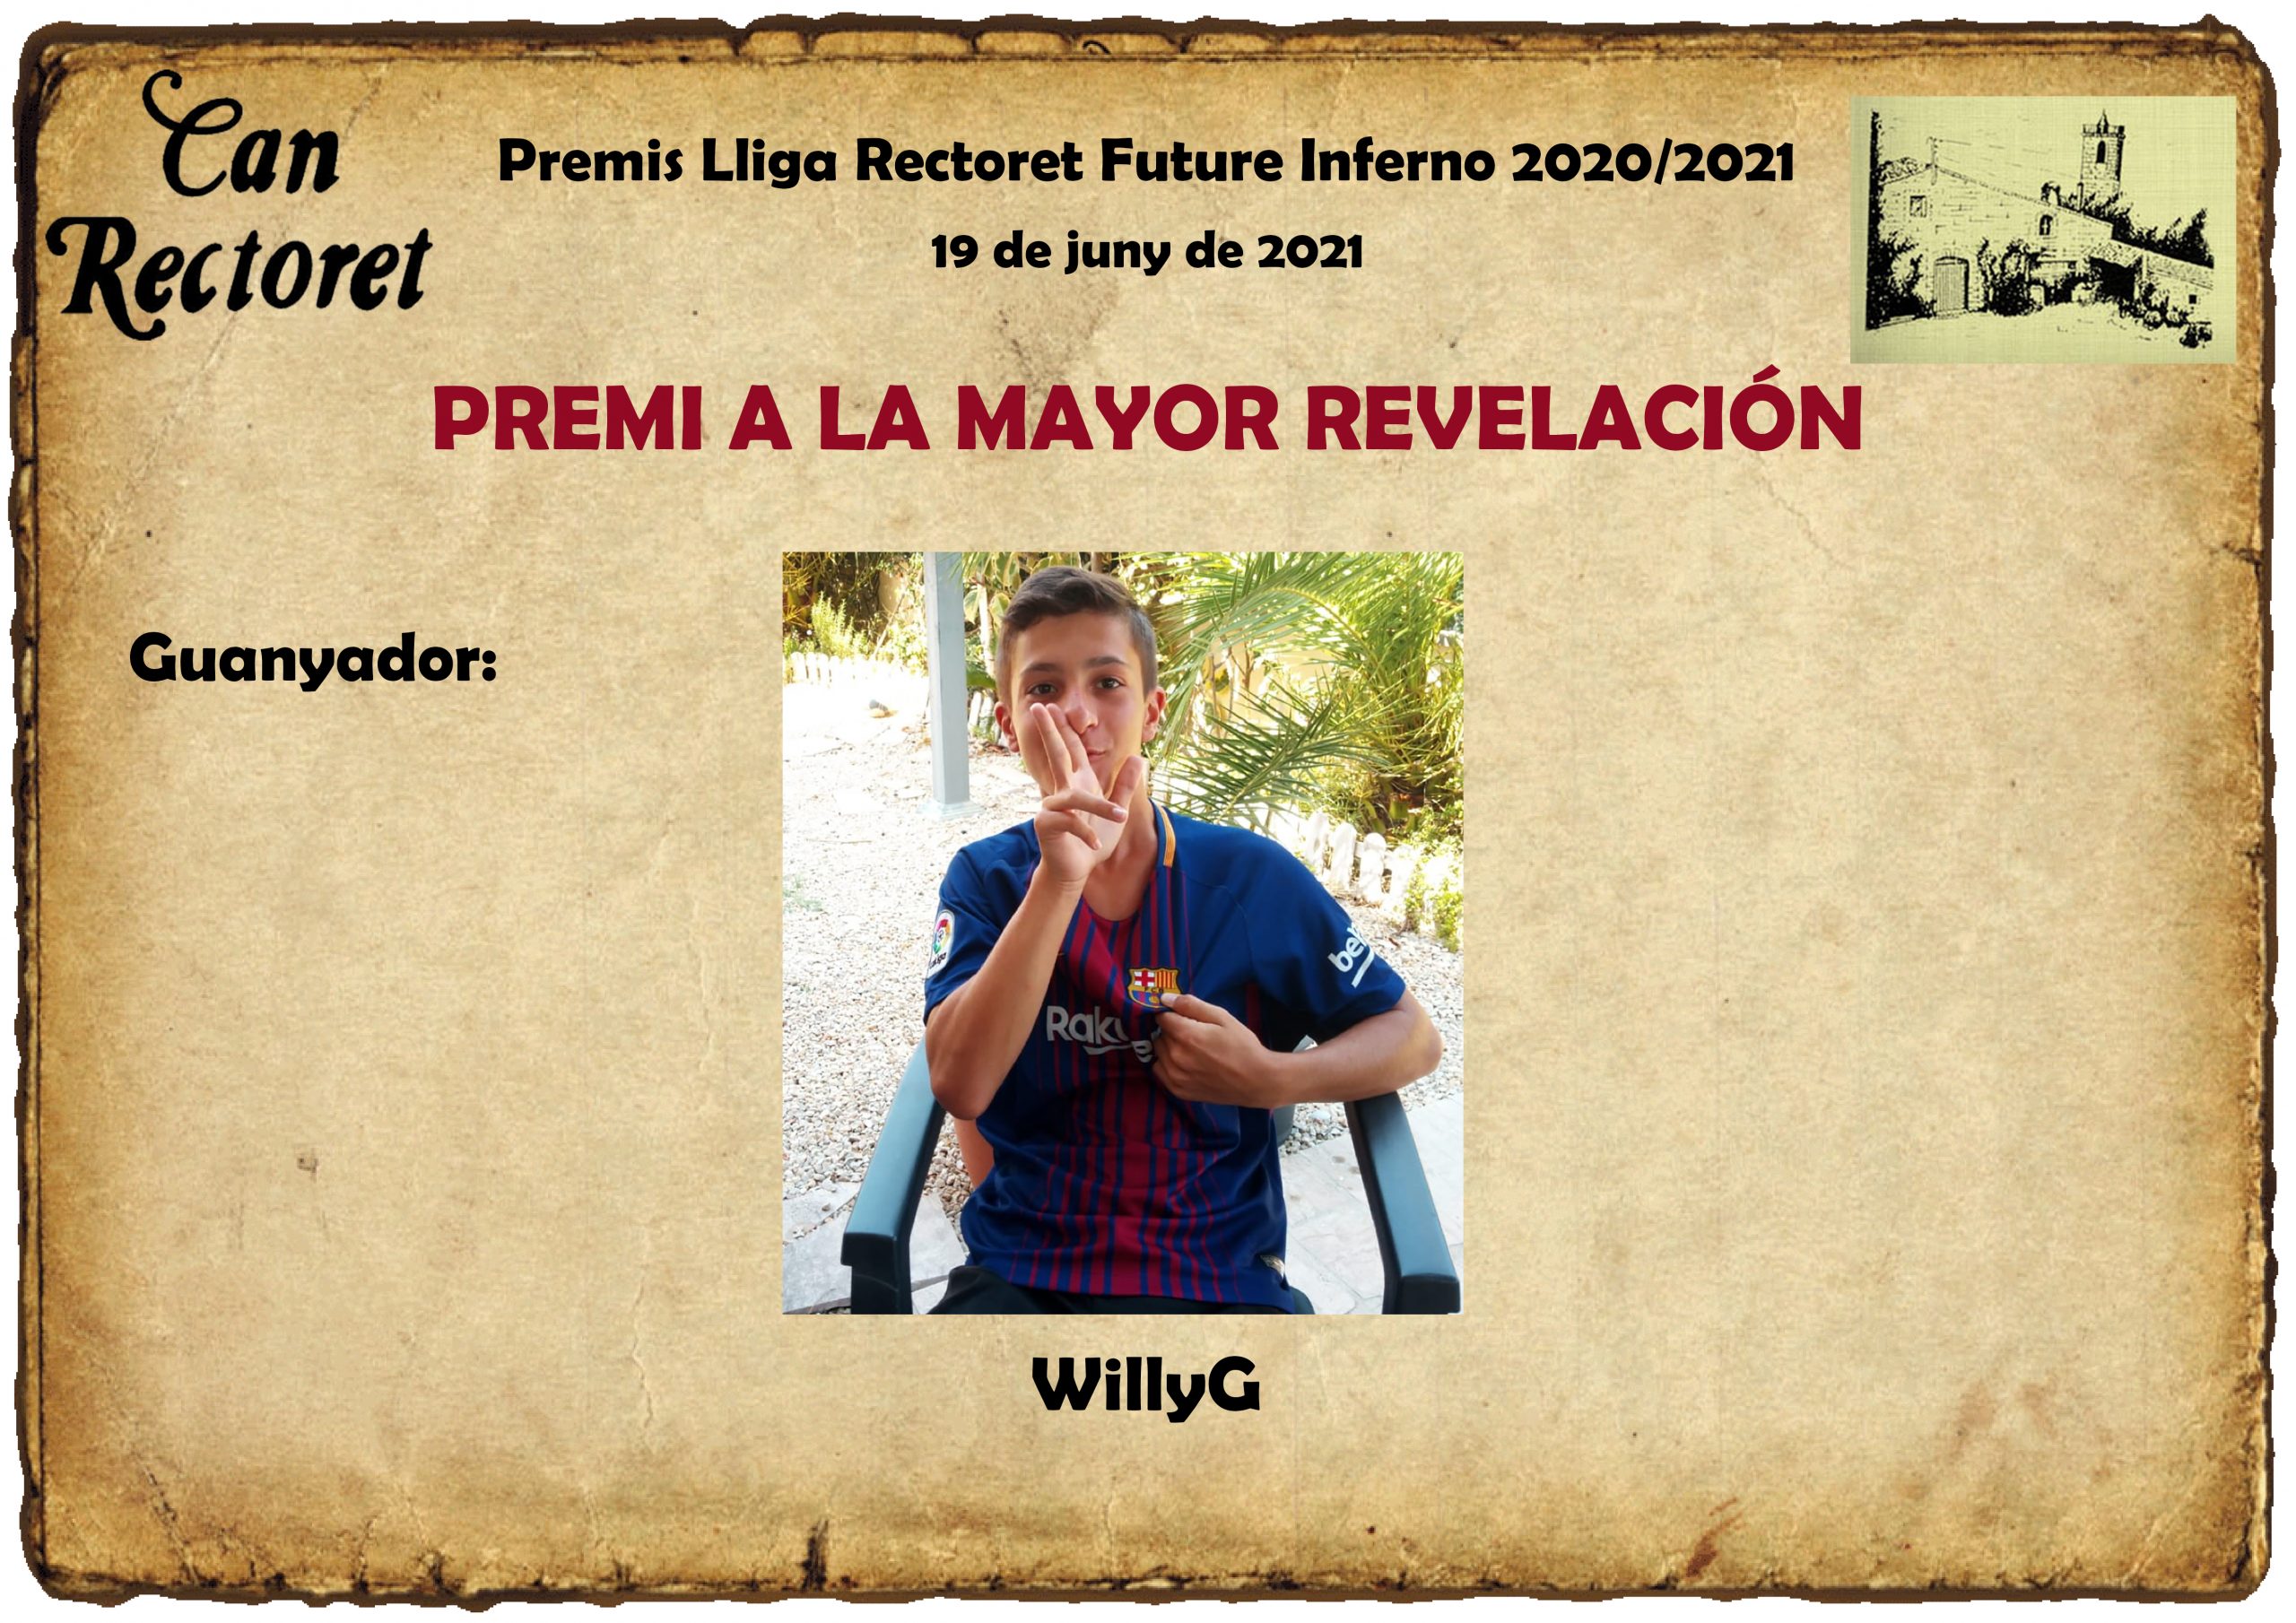 Can
Rectoret
Premis Lliga Rectoret Future Inferno 2020/2021
19 de juny de 2021
PREMI A LA MAYOR REVELACIÓN
Guanyador:
WillyG